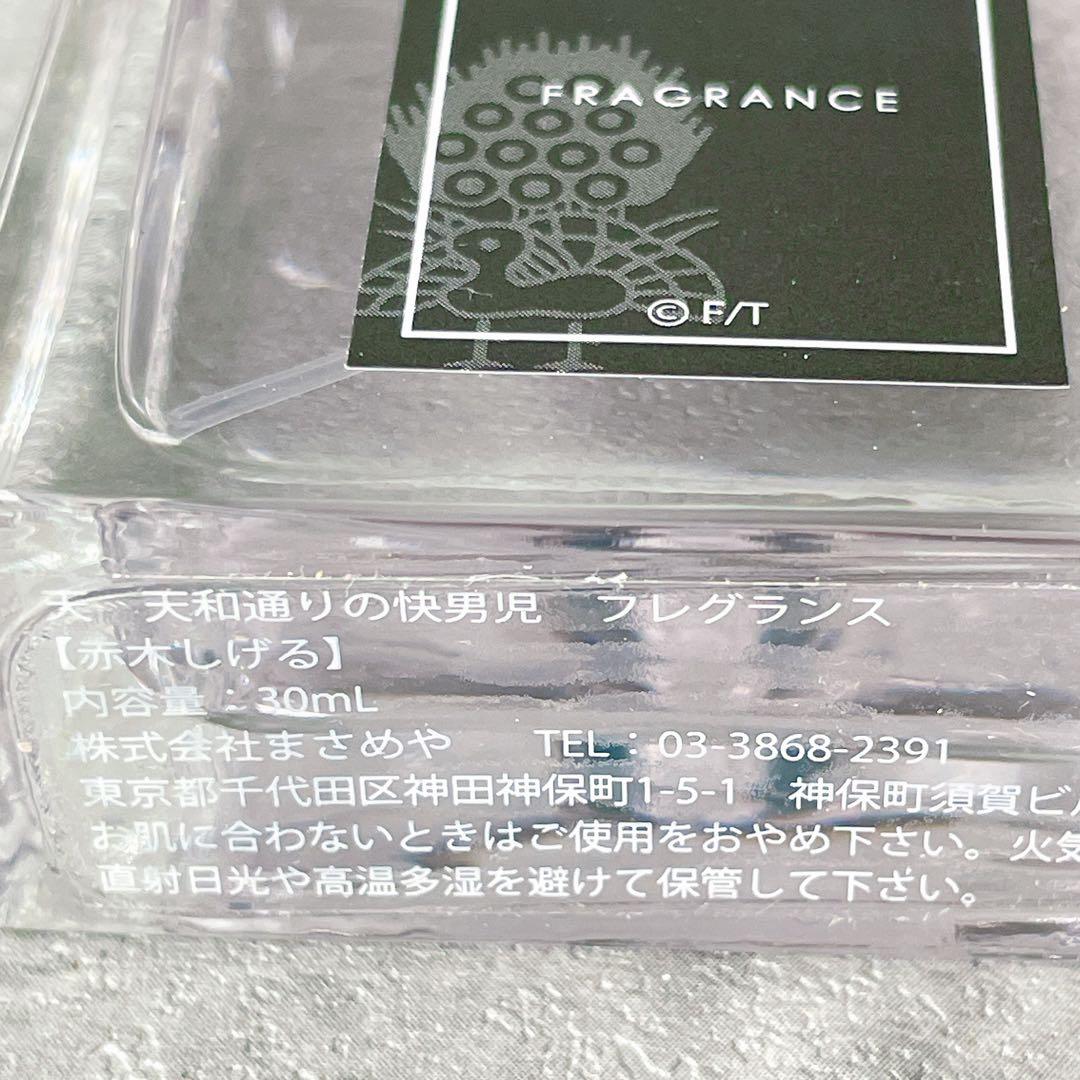 FRAGRANCE
© F/T
天　天和通りの快男児　フレグランス
【赤木しげる】
内容量：30mL
株式会社まさめや　TEL：03-3868-2391
東京都千代田区神田神保町1-5-1　神保町須賀ビ
お肌に合わないときはご使用をおやめ下さい。火気
直射日光や高温多湿を避けて保管して下さい。